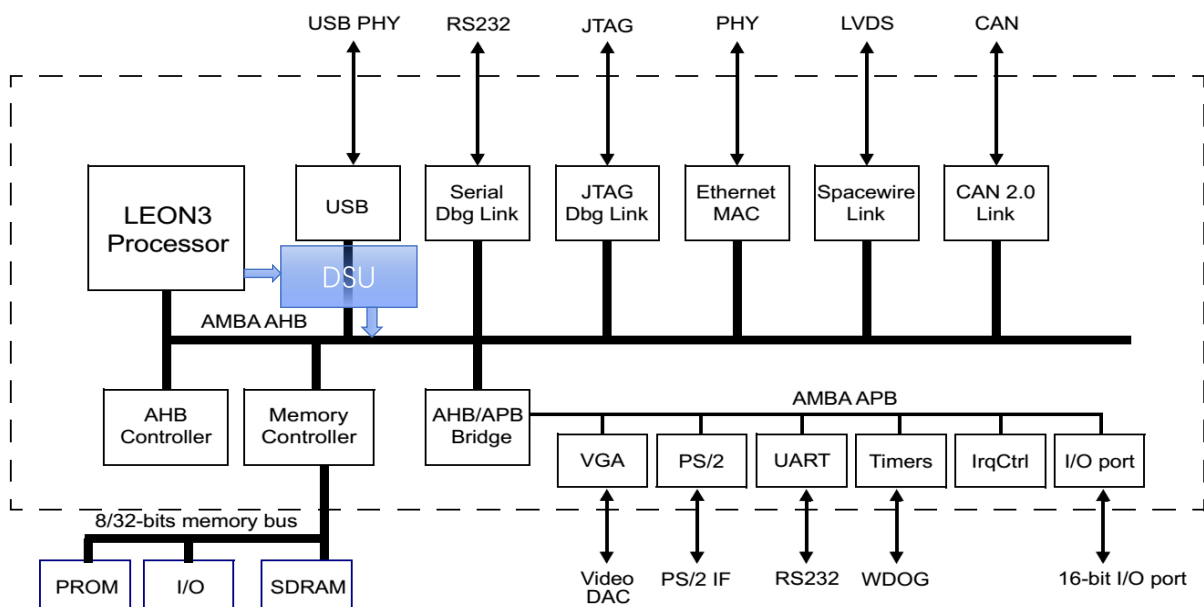 USB PHY
RS232
JTAG
PHY
LVDS
CAN
LEON3
Processor
USB
Serial
Dbg Link
JTAG
Dbg Link
Ethernet
MAC
Spacewire
Link
CAN 2.0
Link
DSU
AMBA AHB
AHB
Controller
Memory
Controller
AHB/APB
Bridge
AMBA APB
VGA
PS/2
UART
Timers
IrqCtrl
I/O port
8/32-bits memory bus
PROM
I/O
SDRAM
Video
DAC
PS/2 IF
RS232
WDOG
16-bit I/O port